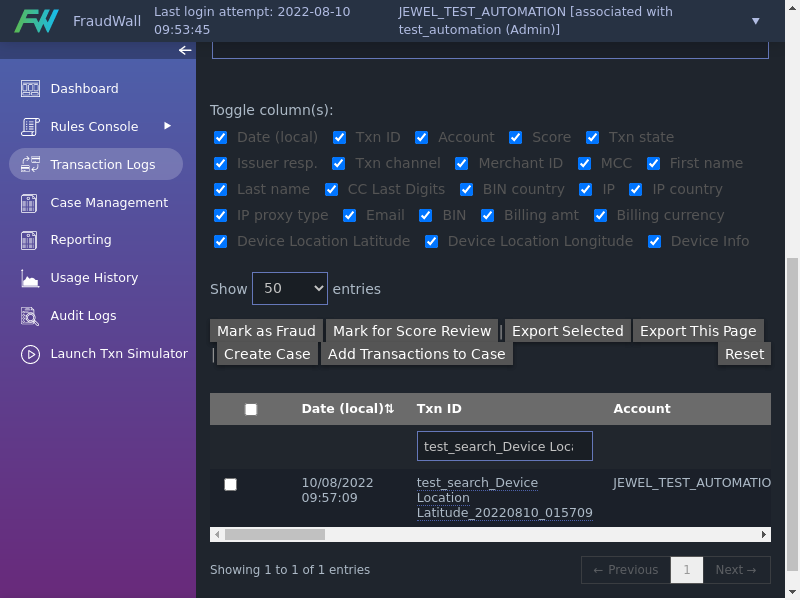 FraudWall
Last login attempt: 2022-08-10 09:53:45
JEWEL_TEST_AUTOMATION [associated with test_automation (Admin)]
Dashboard
Rules Console
Transaction Logs
Case Management
Reporting
Usage History
Audit Logs
Launch Txn Simulator
Toggle column(s):
Date (local) Txn ID Account Score Txn state
Issuer resp. Txn channel Merchant ID MCC First name
Last name CC Last Digits BIN country IP IP country
IP proxy type Email BIN Billing amt Billing currency
Device Location Latitude Device Location Longitude Device Info
Show 50 entries
Mark as Fraud Mark for Score Review | Export Selected Export This Page
| Create Case Add Transactions to Case Reset
Date (local)⇅ Txn ID Account
test_search_Device Loca
10/08/2022 09:57:09 test_search_Device Location Latitude_20220810_015709 JEWEL_TEST_AUTOMATIO
Showing 1 to 1 of 1 entries
← Previous 1 Next →